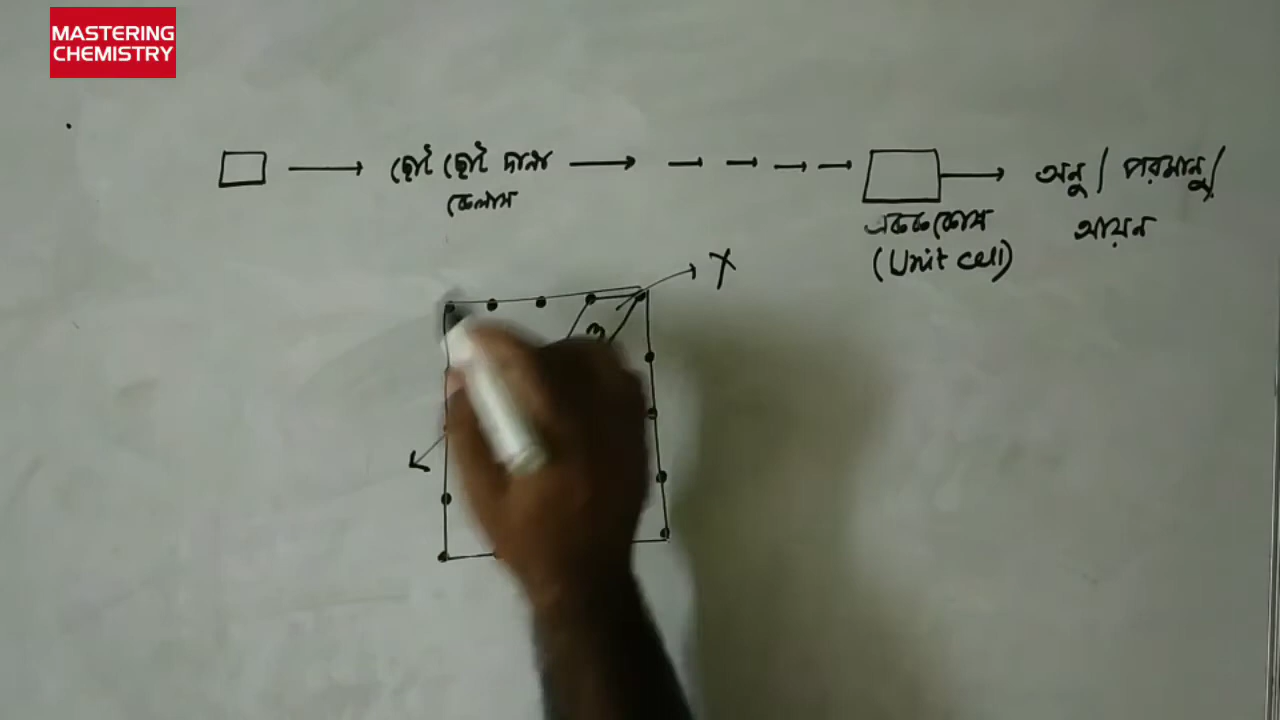 MASTERING
CHEMISTRY
ছোট ছোট দানা
কেলাস
এককোষ
(Unit cell)
অনু / পরমানু /
আয়ন
X